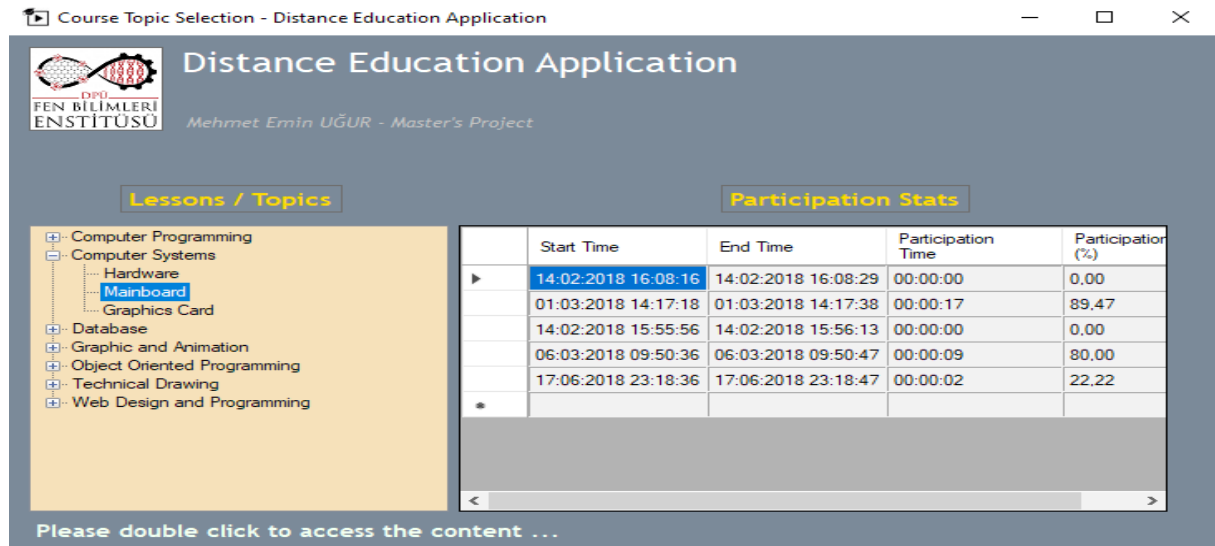 Course Topic Selection - Distance Education Application
Distance Education Application
DPÜ
FEN BİLİMLERİ
ENSTİTÜSÜ
Mehmet Emin UĞUR - Master's Project
Lessons / Topics
Computer Programming
Computer Systems
Hardware
Mainboard
Graphics Card
Database
Graphic and Animation
Object Oriented Programming
Technical Drawing
Web Design and Programming
Participation Stats
Start Time End Time Participation Time Participation (%)
14:02:2018 16:08:16 14:02:2018 16:08:29 00:00:00 0,00
01:03:2018 14:17:18 01:03:2018 14:17:38 00:00:17 89,47
14:02:2018 15:55:56 14:02:2018 15:56:13 00:00:00 0,00
06:03:2018 09:50:36 06:03:2018 09:50:47 00:00:09 80,00
17:06:2018 23:18:36 17:06:2018 23:18:47 00:00:02 22,22
Please double click to access the content ...